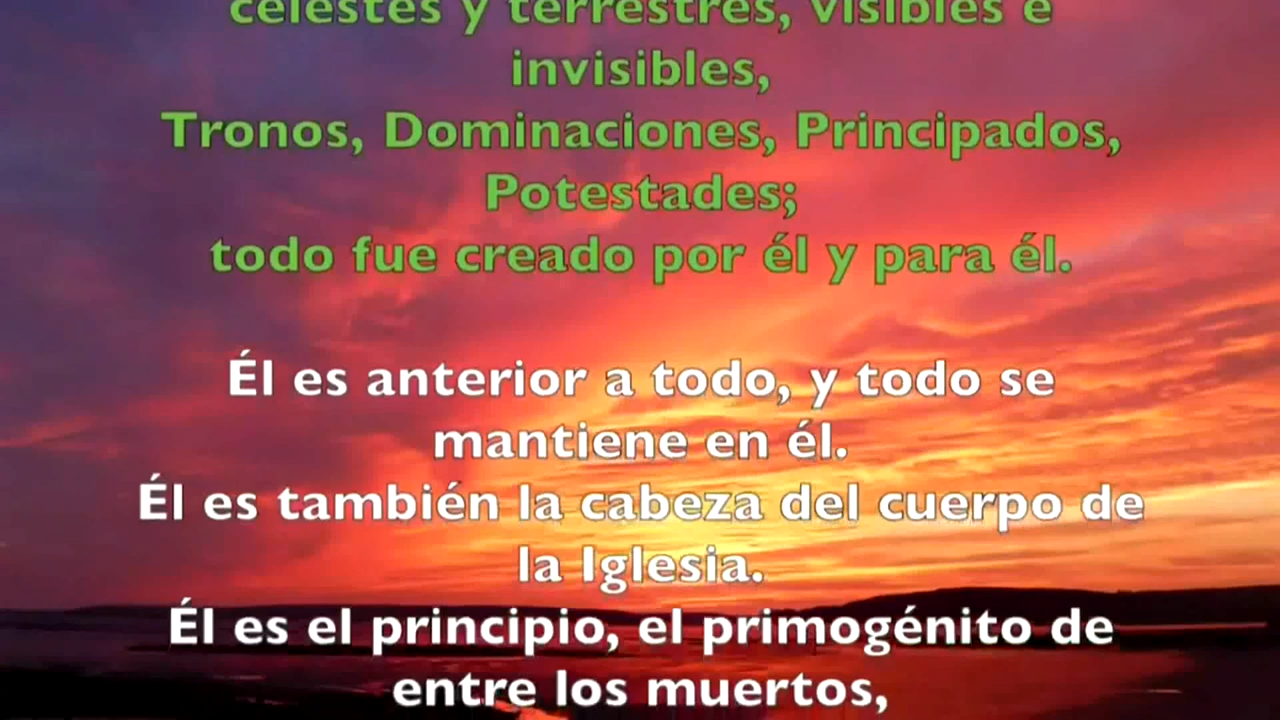 celestes y terrestres, visibles e
invisibles,
Tronos, Dominaciones, Principados,
Potestades;
todo fue creado por él y para él.
Él es anterior a todo, y todo se
mantiene en él.
Él es también la cabeza del cuerpo de
la Iglesia.
Él es el principio, el primogénito de
entre los muertos,